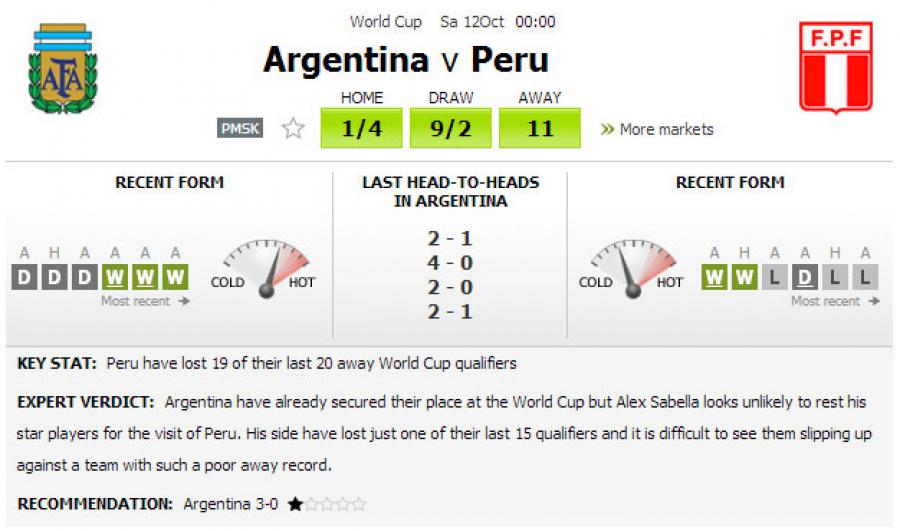 World Cup Sa 12Oct 00:00
Argentina v Peru
AFA
F.P.F
HOME DRAW AWAY
PMSK 1/4 9/2 11 » More markets
RECENT FORM
A H A A A A
D D D W W W
Most recent →
COLD HOT
LAST HEAD-TO-HEADS
IN ARGENTINA
2 - 1
4 - 0
2 - 0
2 - 1
RECENT FORM
COLD HOT
A H A A H A
W W L D L L
Most recent →
KEY STAT: Peru have lost 19 of their last 20 away World Cup qualifiers
EXPERT VERDICT: Argentina have already secured their place at the World Cup but Alex Sabella looks unlikely to rest his
star players for the visit of Peru. His side have lost just one of their last 15 qualifiers and it is difficult to see them slipping up
against a team with such a poor away record.
RECOMMENDATION: Argentina 3-0